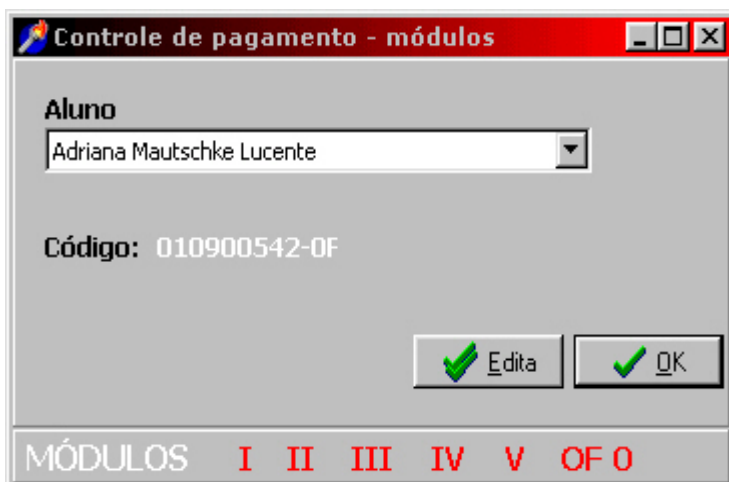 Controle de pagamento - módulos
Aluno
Adriana Mautschke Lucente
Código: 010900542-0F
Edita OK
MÓDULOS I II III IV V OF 0